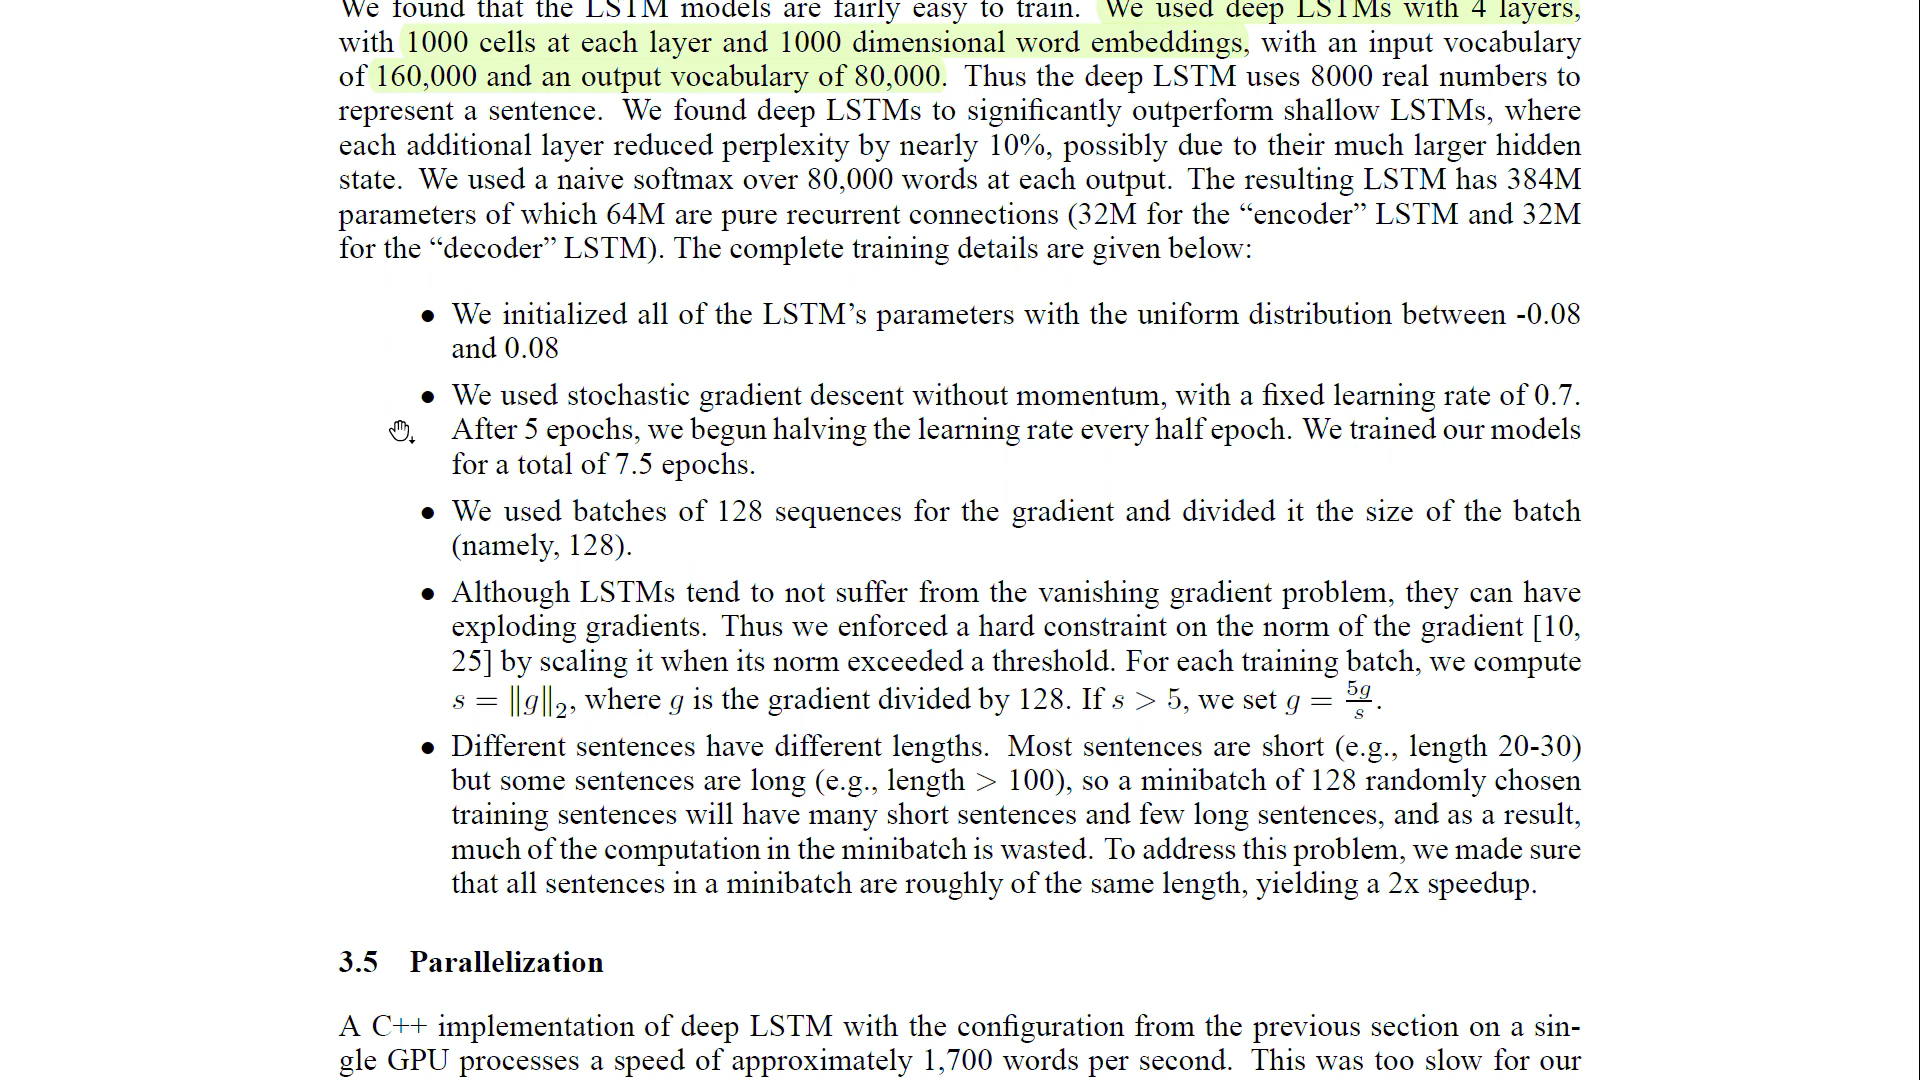 We found that the LSTM models are fairly easy to train. We used deep LSTMs with 4 layers,
with 1000 cells at each layer and 1000 dimensional word embeddings, with an input vocabulary
of 160,000 and an output vocabulary of 80,000. Thus the deep LSTM uses 8000 real numbers to
represent a sentence. We found deep LSTMs to significantly outperform shallow LSTMs, where
each additional layer reduced perplexity by nearly 10%, possibly due to their much larger hidden
state. We used a naive softmax over 80,000 words at each output. The resulting LSTM has 384M
parameters of which 64M are pure recurrent connections (32M for the “encoder” LSTM and 32M
for the “decoder” LSTM). The complete training details are given below:
• We initialized all of the LSTM’s parameters with the uniform distribution between -0.08
and 0.08
• We used stochastic gradient descent without momentum, with a fixed learning rate of 0.7.
After 5 epochs, we begun halving the learning rate every half epoch. We trained our models
for a total of 7.5 epochs.
• We used batches of 128 sequences for the gradient and divided it the size of the batch
(namely, 128).
• Although LSTMs tend to not suffer from the vanishing gradient problem, they can have
exploding gradients. Thus we enforced a hard constraint on the norm of the gradient [10,
25] by scaling it when its norm exceeded a threshold. For each training batch, we compute
s = ‖g‖₂, where g is the gradient divided by 128. If s > 5, we set g = 5g/s.
• Different sentences have different lengths. Most sentences are short (e.g., length 20-30)
but some sentences are long (e.g., length > 100), so a minibatch of 128 randomly chosen
training sentences will have many short sentences and few long sentences, and as a result,
much of the computation in the minibatch is wasted. To address this problem, we made sure
that all sentences in a minibatch are roughly of the same length, yielding a 2x speedup.
3.5 Parallelization
A C++ implementation of deep LSTM with the configuration from the previous section on a sin-
gle GPU processes a speed of approximately 1,700 words per second. This was too slow for our